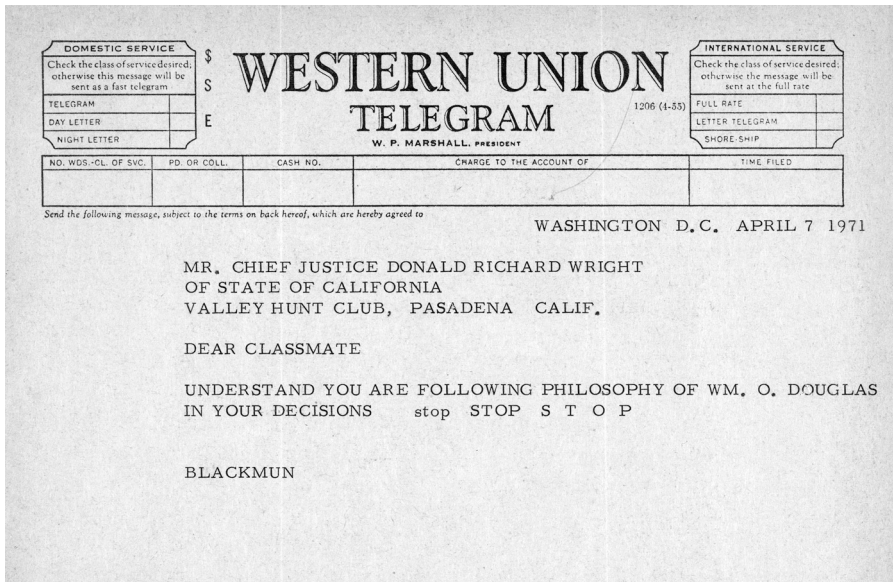 DOMESTIC SERVICE
Check the class of service desired;
otherwise this message will be
sent as a fast telegram
TELEGRAM
DAY LETTER
NIGHT LETTER
$
S
E
WESTERN UNION
TELEGRAM
W. P. MARSHALL, PRESIDENT
1206 (4-55)
INTERNATIONAL SERVICE
Check the class of service desired;
otherwise the message will be
sent at the full rate
FULL RATE
LETTER TELEGRAM
SHORE-SHIP
NO. WDS.-CL. OF SVC. PD. OR COLL. CASH NO. CHARGE TO THE ACCOUNT OF TIME FILED
Send the following message, subject to the terms on back hereof, which are hereby agreed to
WASHINGTON D.C. APRIL 7 1971
MR. CHIEF JUSTICE DONALD RICHARD WRIGHT
OF STATE OF CALIFORNIA
VALLEY HUNT CLUB, PASADENA CALIF.
DEAR CLASSMATE
UNDERSTAND YOU ARE FOLLOWING PHILOSOPHY OF WM. O. DOUGLAS
IN YOUR DECISIONS stop STOP S T O P
BLACKMUN